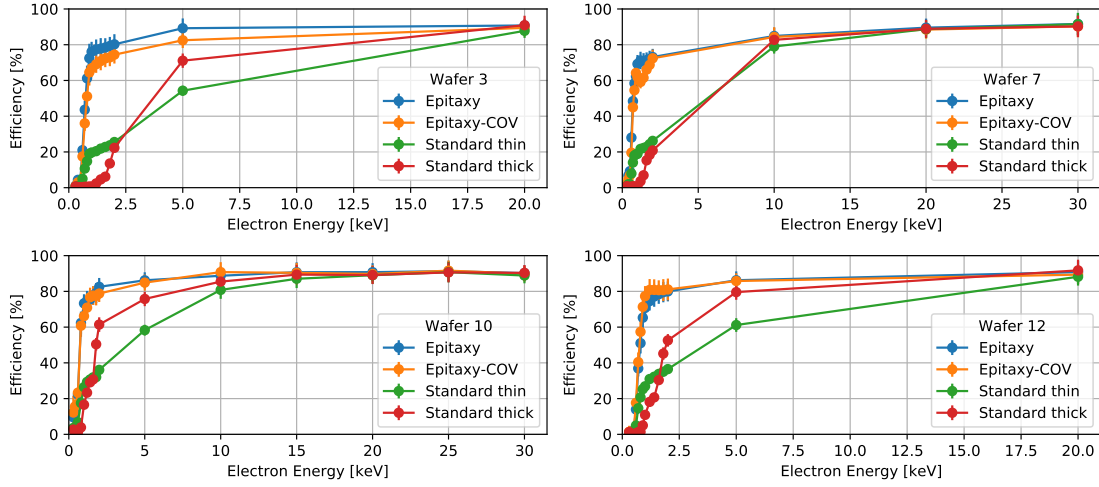 100
80
60
40
20
0
Efficiency [%]
0.0 2.5 5.0 7.5 10.0 12.5 15.0 17.5 20.0
Electron Energy [keV]
Wafer 3
Epitaxy
Epitaxy-COV
Standard thin
Standard thick
100
80
60
40
20
0
Efficiency [%]
0 5 10 15 20 25 30
Electron Energy [keV]
Wafer 7
Epitaxy
Epitaxy-COV
Standard thin
Standard thick
100
80
60
40
20
0
Efficiency [%]
0 5 10 15 20 25 30
Electron Energy [keV]
Wafer 10
Epitaxy
Epitaxy-COV
Standard thin
Standard thick
100
80
60
40
20
0
Efficiency [%]
0.0 2.5 5.0 7.5 10.0 12.5 15.0 17.5 20.0
Electron Energy [keV]
Wafer 12
Epitaxy
Epitaxy-COV
Standard thin
Standard thick